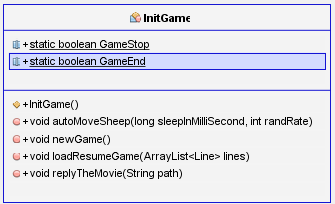 InitGame
+static boolean GameStop
+static boolean GameEnd
+InitGame()
+void autoMoveSheep(long sleepInMilliSecond, int randRate)
+void newGame()
+void loadResumeGame(ArrayList<Line> lines)
+void replyTheMovie(String path)